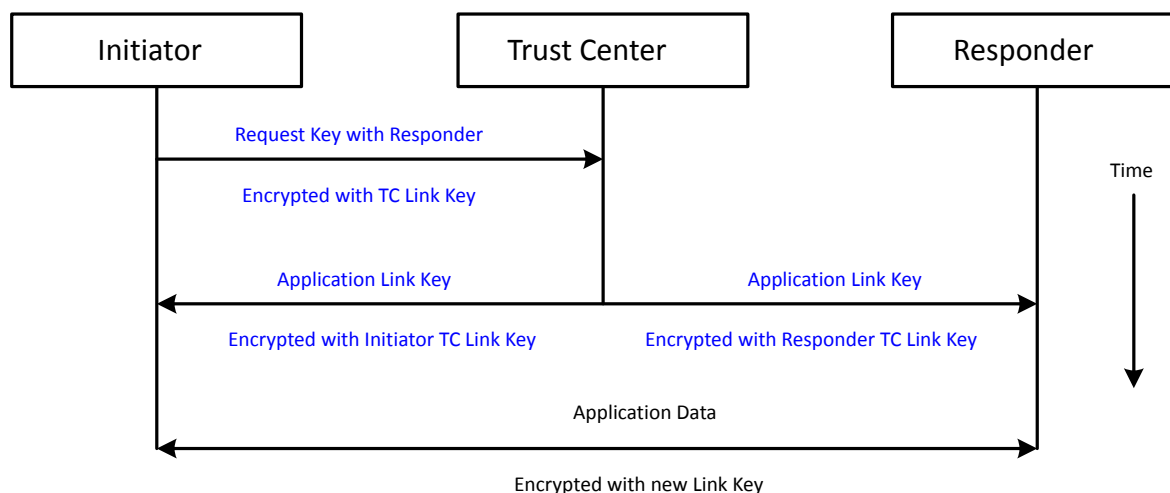 Initiator
Trust Center
Responder
Request Key with Responder
Encrypted with TC Link Key
Time
Application Link Key
Application Link Key
Encrypted with Initiator TC Link Key
Encrypted with Responder TC Link Key
Application Data
Encrypted with new Link Key